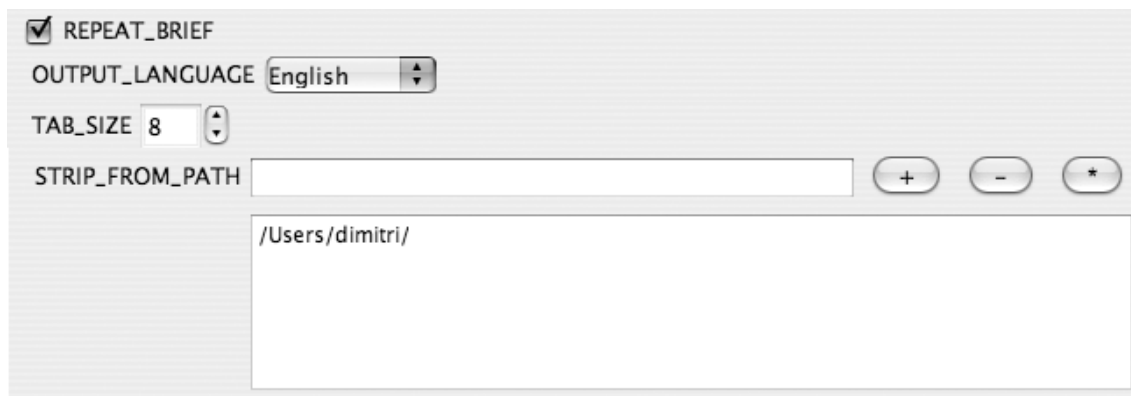 REPEAT_BRIEF
OUTPUT_LANGUAGE English
TAB_SIZE 8
STRIP_FROM_PATH + - *
/Users/dimitri/